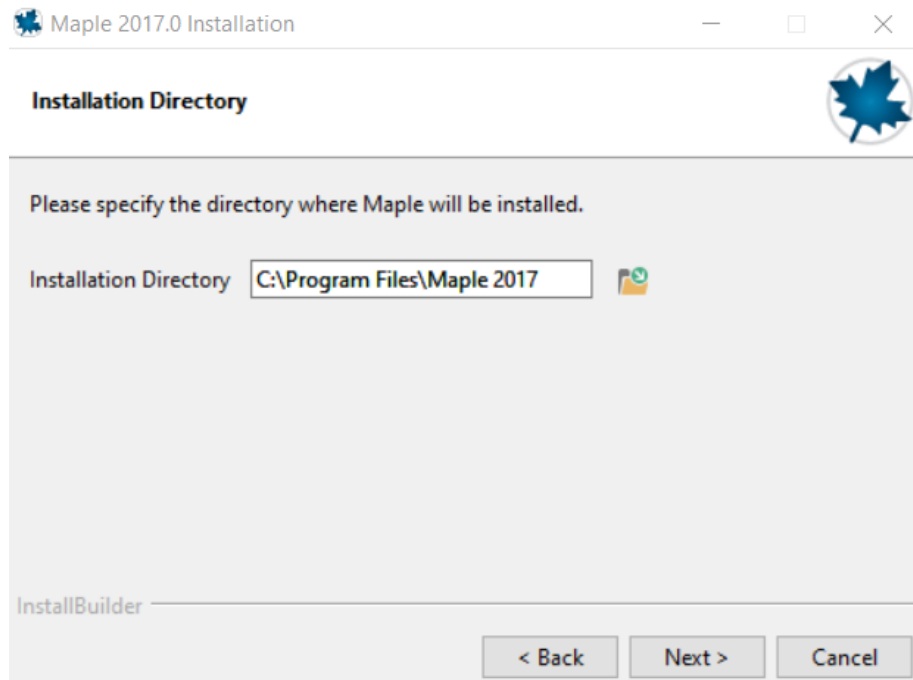 Maple 2017.0 Installation
Installation Directory
Please specify the directory where Maple will be installed.
Installation Directory C:\Program Files\Maple 2017
InstallBuilder
< Back Next > Cancel